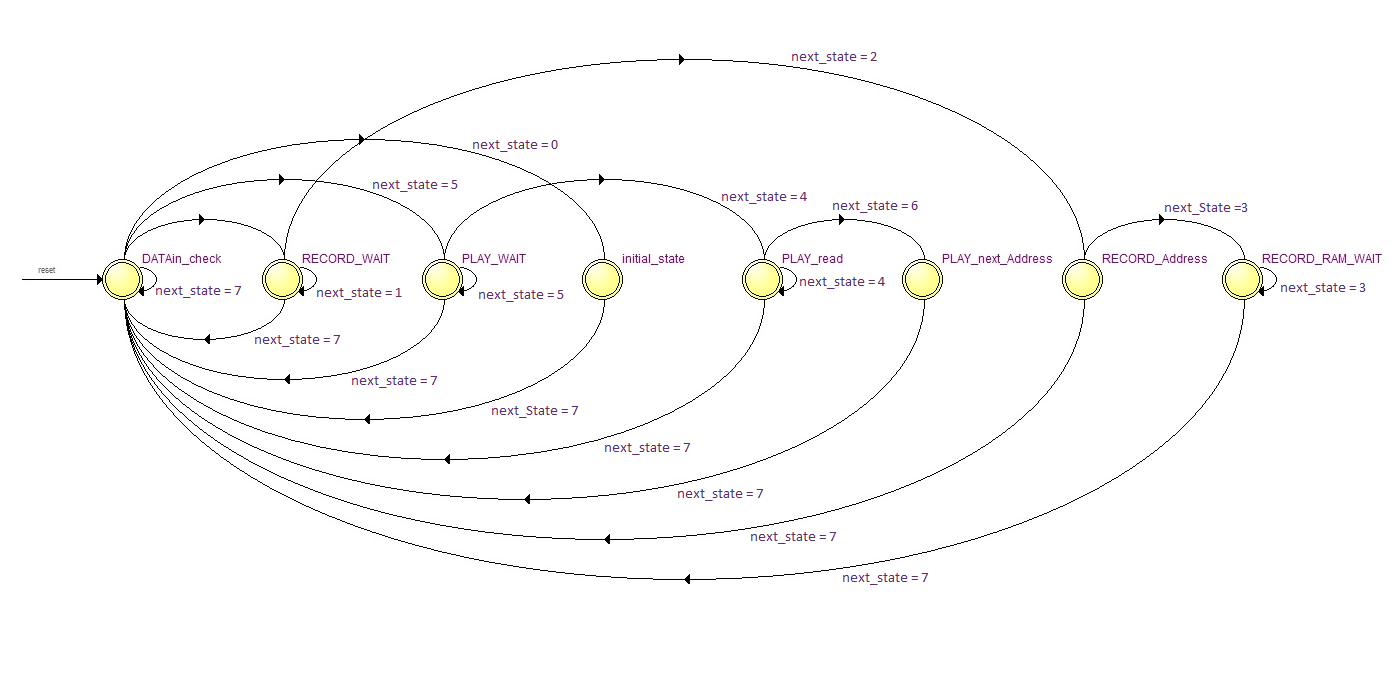 next_state = 2
next_state = 0
next_state = 5
next_state = 4
next_state = 6
next_State =3
reset
DATAin_check
RECORD_WAIT
PLAY_WAIT
initial_state
PLAY_read
PLAY_next_Address
RECORD_Address
RECORD_RAM_WAIT
next_state = 7
next_state = 1
next_state = 5
next_state = 4
next_state = 3
next_state = 7
next_state = 7
next_State = 7
next_state = 7
next_state = 7
next_state = 7
next_state = 7